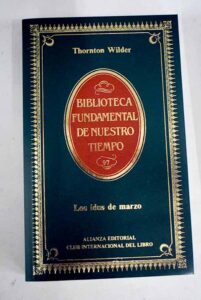 Thornton Wilder
BIBLIOTECA
FUNDAMENTAL
DE NUESTRO
TIEMPO
97
Los idus de marzo
ALIANZA EDITORIAL
CLUB INTERNACIONAL DEL LIBRO